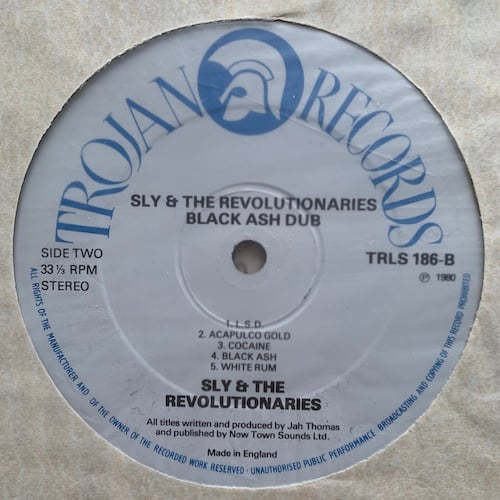 TROJAN RECORDS
SLY & THE REVOLUTIONARIES
BLACK ASH DUB
SIDE TWO
33 ⅓ RPM
STEREO
TRLS 186-B
℗ 1980
1. L.S.D.
2. ACAPULCO GOLD
3. COCAINE
4. BLACK ASH
5. WHITE RUM
SLY & THE
REVOLUTIONARIES
All titles written and produced by Jah Thomas
and published by New Town Sounds Ltd.
Made in England
ALL RIGHTS OF THE MANUFACTURER AND OF THE OWNER OF THE RECORDED WORK RESERVED · UNAUTHORISED PUBLIC PERFORMANCE BROADCASTING AND COPYING OF THIS RECORD PROHIBITED